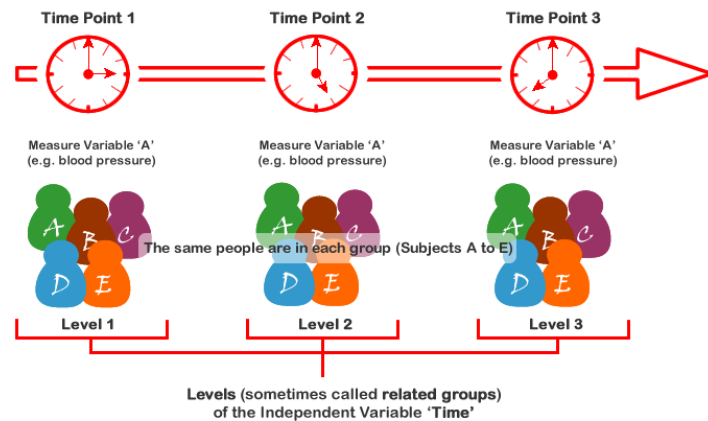 Time Point 1
Time Point 2
Time Point 3
Measure Variable ‘A’
(e.g. blood pressure)
Measure Variable ‘A’
(e.g. blood pressure)
Measure Variable ‘A’
(e.g. blood pressure)
A
B
C
D
E
A
B
C
D
E
A
B
C
D
E
The same people are in each group (Subjects A to E)
Level 1
Level 2
Level 3
Levels (sometimes called related groups)
of the Independent Variable ‘Time’